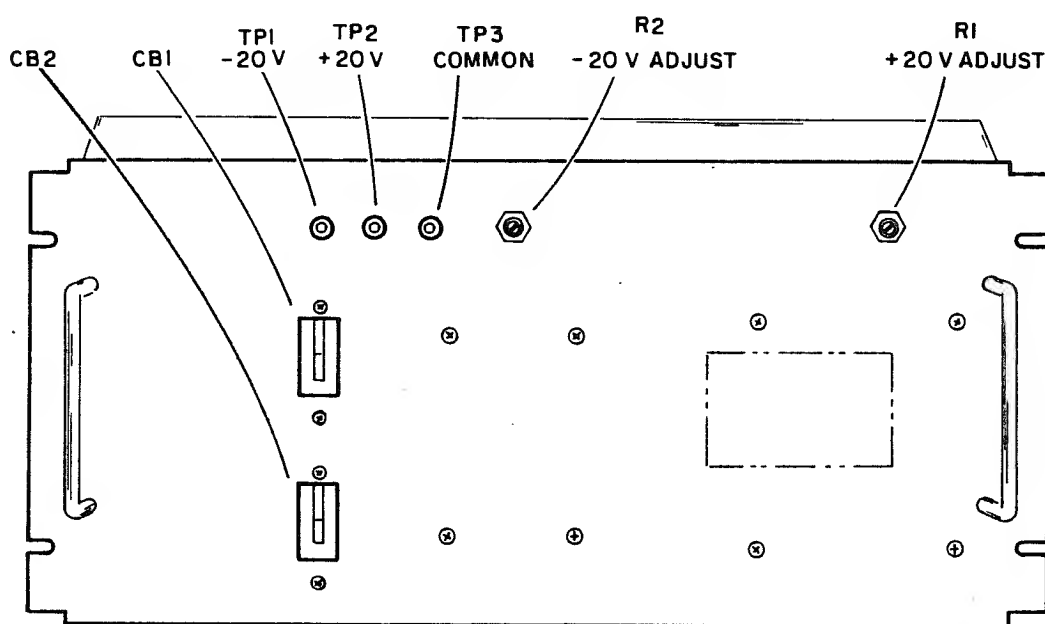 CB2
CB1
TP1
-20 V
TP2
+20 V
TP3
COMMON
R2
-20 V ADJUST
R1
+20 V ADJUST